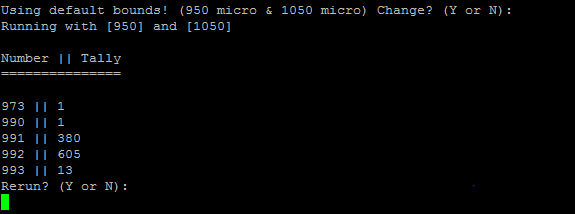 Using default bounds! (950 micro & 1050 micro) Change? (Y or N):
Running with [950] and [1050]
Number || Tally
===============
973 || 1
990 || 1
991 || 380
992 || 605
993 || 13
Rerun? (Y or N):